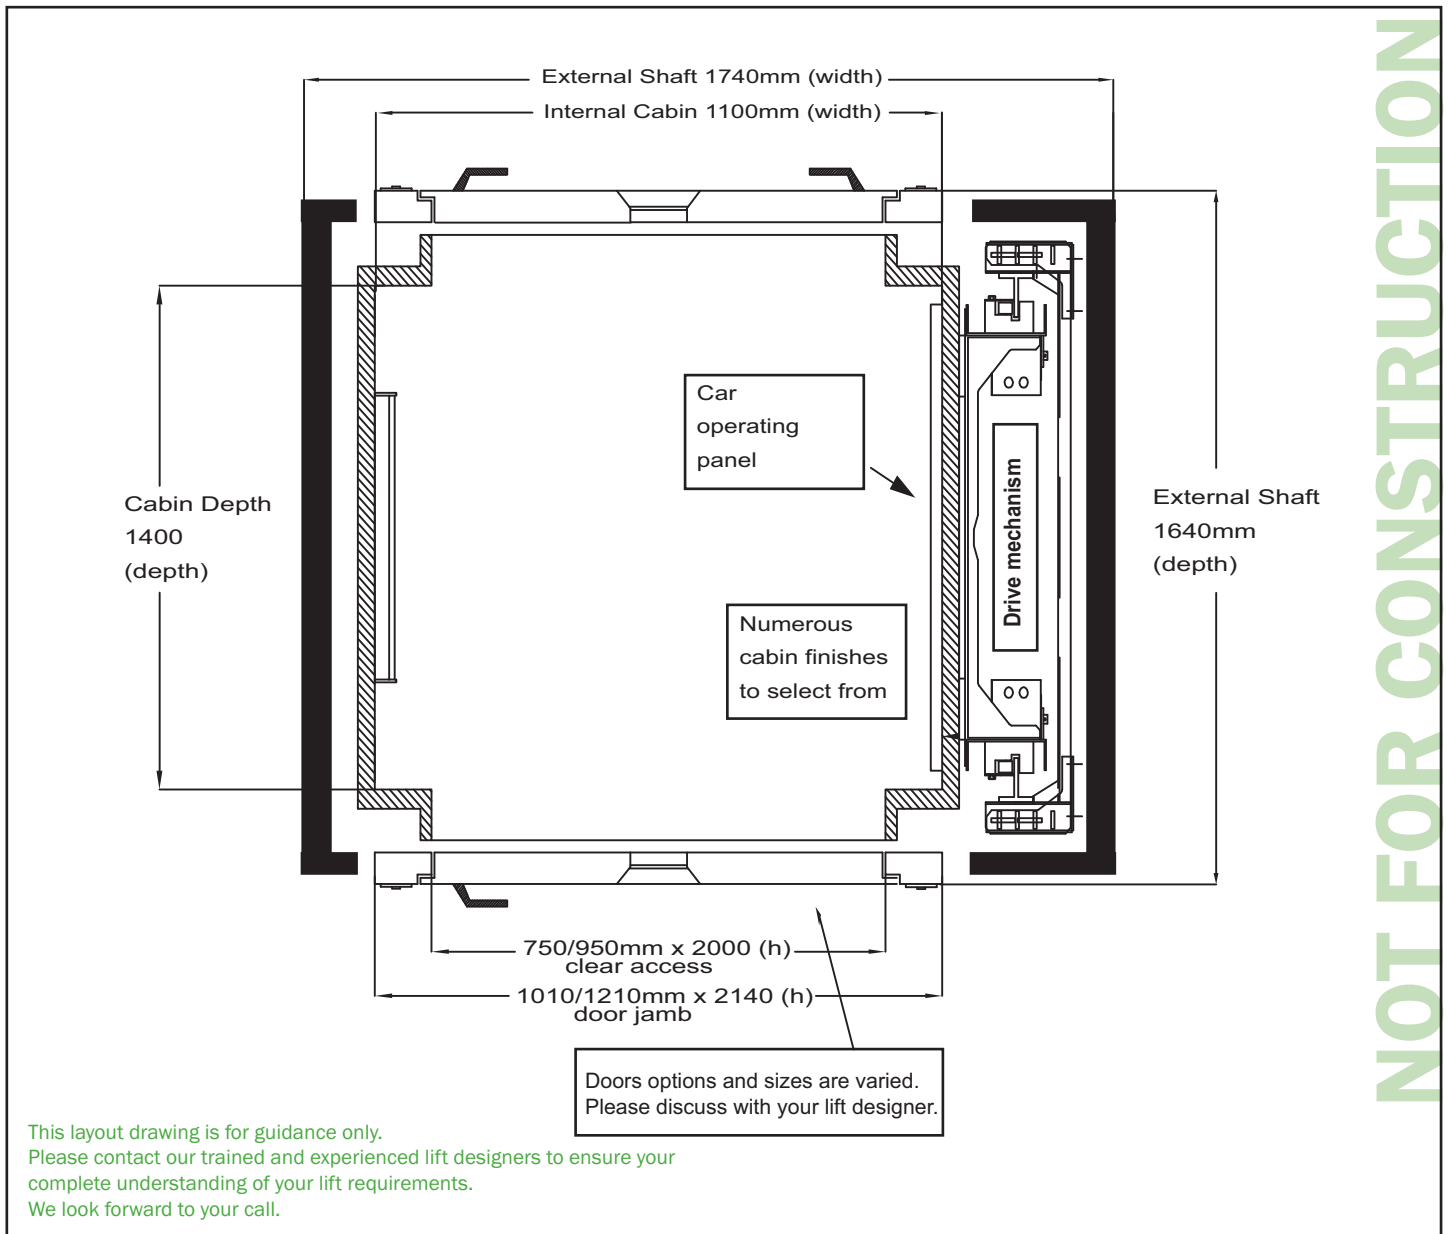 External Shaft 1740mm (width)
Internal Cabin 1100mm (width)
Car
operating
panel
Cabin Depth
1400
(depth)
External Shaft
1640mm
(depth)
Drive mechanism
Numerous
cabin finishes
to select from
750/950mm x 2000 (h)
clear access
1010/1210mm x 2140 (h)
door jamb
Doors options and sizes are varied.
Please discuss with your lift designer.
This layout drawing is for guidance only.
Please contact our trained and experienced lift designers to ensure your
complete understanding of your lift requirements.
We look forward to your call.
NOT FOR CONSTRUCTION